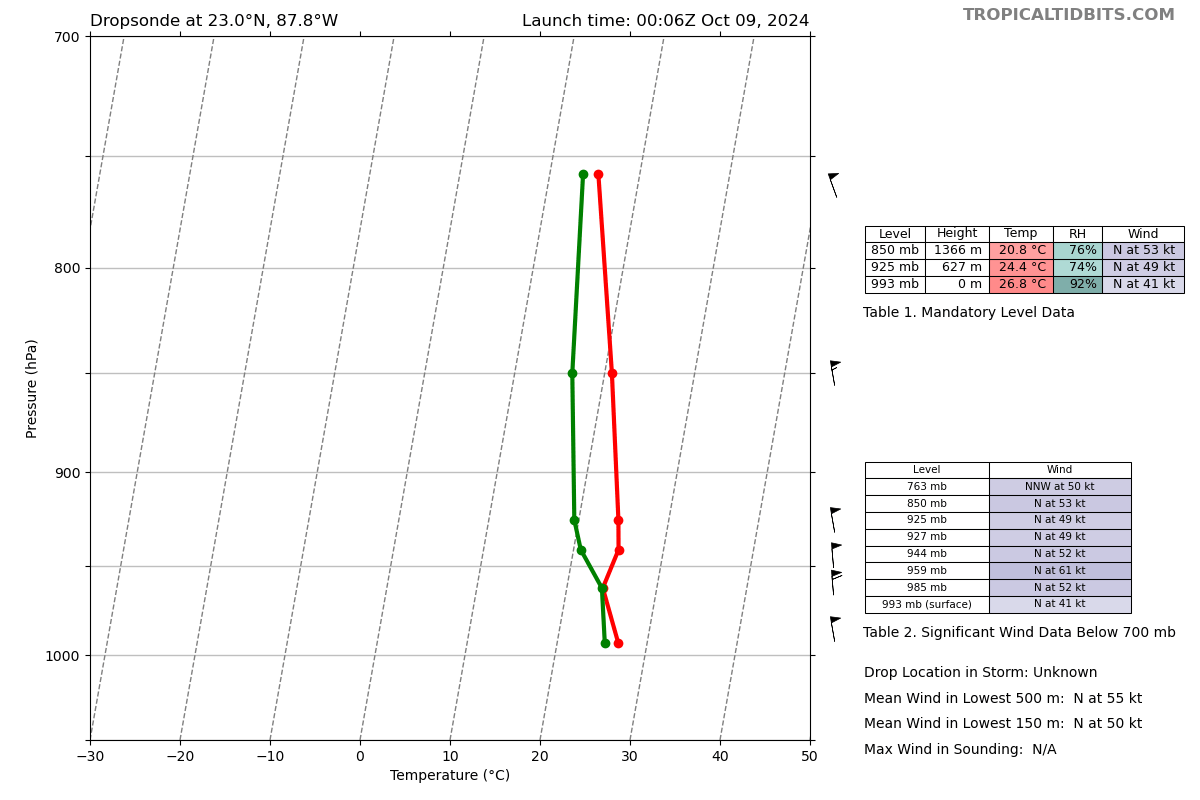 Dropsonde at 23.0°N, 87.8°W Launch time: 00:06Z Oct 09, 2024
TROPICALTIDBITS.COM
700
800
900
1000
Pressure (hPa)
−30 −20 −10 0 10 20 30 40 50
Temperature (°C)
Level Height Temp RH Wind
850 mb 1366 m 20.8 °C 76% N at 53 kt
925 mb 627 m 24.4 °C 74% N at 49 kt
993 mb 0 m 26.8 °C 92% N at 41 kt
Table 1. Mandatory Level Data
Level Wind
763 mb NNW at 50 kt
850 mb N at 53 kt
925 mb N at 49 kt
927 mb N at 49 kt
944 mb N at 52 kt
959 mb N at 61 kt
985 mb N at 52 kt
993 mb (surface) N at 41 kt
Table 2. Significant Wind Data Below 700 mb
Drop Location in Storm: Unknown
Mean Wind in Lowest 500 m: N at 55 kt
Mean Wind in Lowest 150 m: N at 50 kt
Max Wind in Sounding: N/A